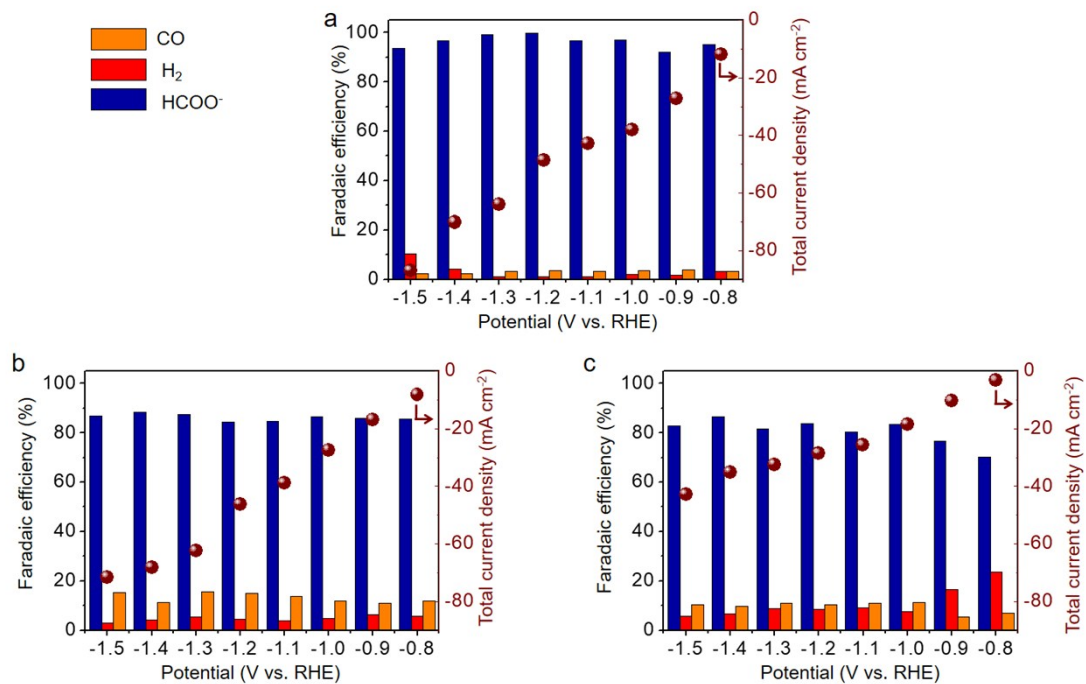 CO
H₂
HCOO⁻
a
Faradaic efficiency (%)
100
80
60
40
20
0
-1.5 -1.4 -1.3 -1.2 -1.1 -1.0 -0.9 -0.8
Potential (V vs. RHE)
0
-20
-40
-60
-80
Total current density (mA cm⁻²)
b
Faradaic efficiency (%)
100
80
60
40
20
0
-1.5 -1.4 -1.3 -1.2 -1.1 -1.0 -0.9 -0.8
Potential (V vs. RHE)
0
-20
-40
-60
-80
Total current density (mA cm⁻²)
c
Faradaic efficiency (%)
100
80
60
40
20
0
-1.5 -1.4 -1.3 -1.2 -1.1 -1.0 -0.9 -0.8
Potential (V vs. RHE)
0
-20
-40
-60
-80
Total current density (mA cm⁻²)